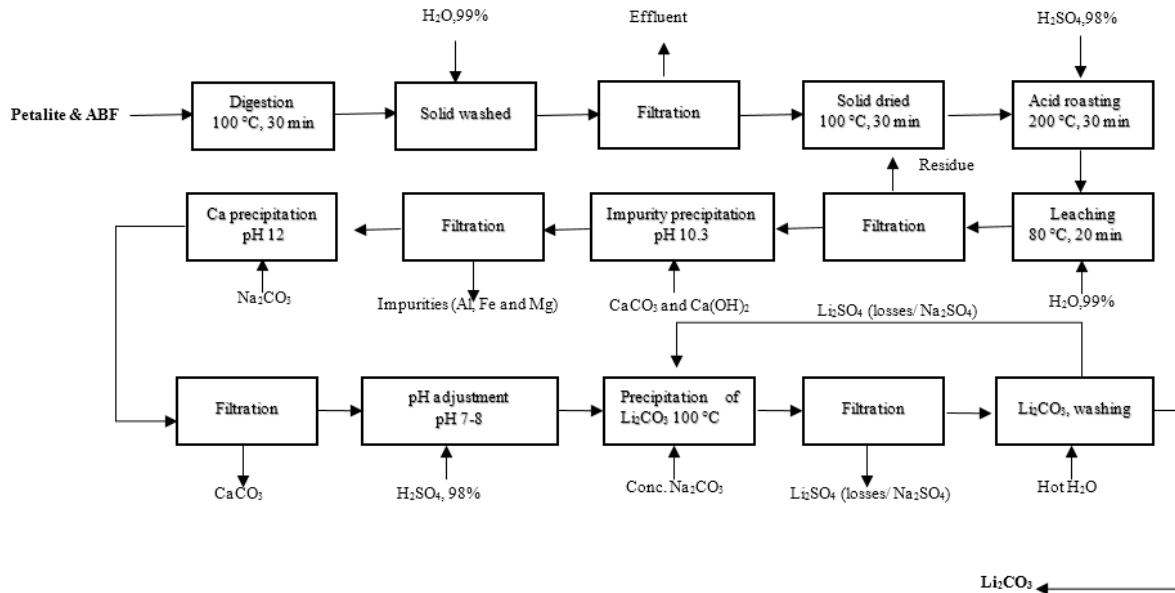 H₂O,99%
Effluent
H₂SO₄,98%
Petalite & ABF
Digestion
100 °C, 30 min
Solid washed
Filtration
Solid dried
100 °C, 30 min
Acid roasting
200 °C, 30 min
Residue
Ca precipitation
pH 12
Filtration
Impurity precipitation
pH 10.3
Filtration
Leaching
80 °C, 20 min
Na₂CO₃
Impurities (Al, Fe and Mg)
CaCO₃ and Ca(OH)₂
H₂O,99%
Li₂SO₄ (losses/ Na₂SO₄)
Filtration
pH adjustment
pH 7-8
Precipitation of
Li₂CO₃ 100 °C
Filtration
Li₂CO₃, washing
CaCO₃
H₂SO₄, 98%
Conc. Na₂CO₃
Li₂SO₄ (losses/ Na₂SO₄)
Hot H₂O
Li₂CO₃